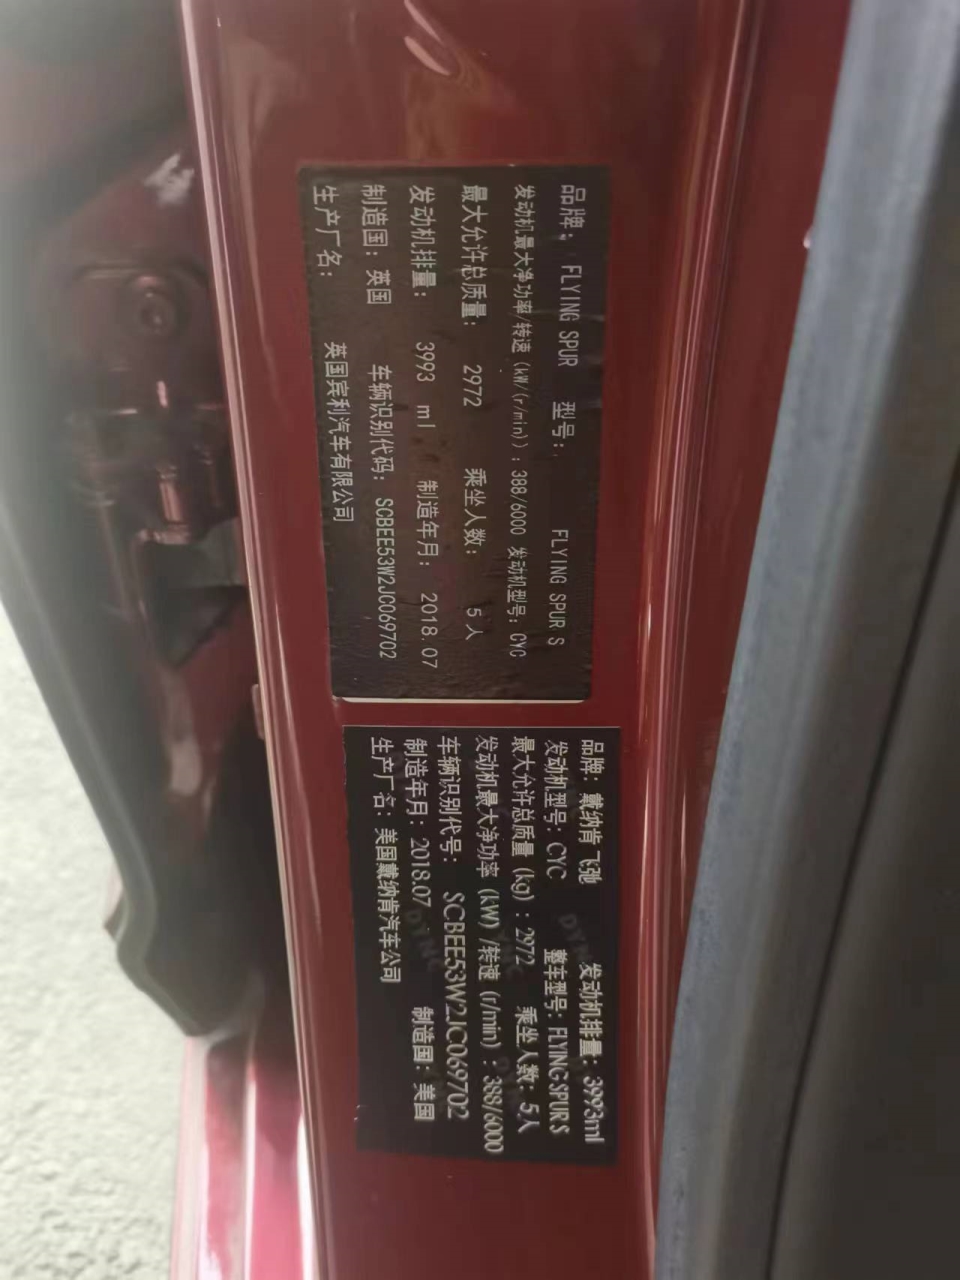 品牌： FLYING SPUR 型号： FLYING SPUR S
发动机最大净功率/转速(kW/(r/min))：388/6000 发动机型号：CYC
最大允许总质量： 2972 乘坐人数： 5人
发动机排量： 3993 ml 制造年月： 2018.07
制造国：英国 车辆识别代码：SCBEE53W2JC069702
生产厂名： 英国宾利汽车有限公司
品牌：戴纳肯 飞驰 发动机排量：3993ml
发动机型号：CYC 整车型号：FLYING SPUR S
最大允许总质量(kg)：2972 乘坐人数：5人
发动机最大净功率(kW)/转速(r/min)：388/6000
车辆识别代号： SCBEE53W2JC069702
制造年月：2018.07 制造国：美国
生产厂名：美国戴纳肯汽车公司